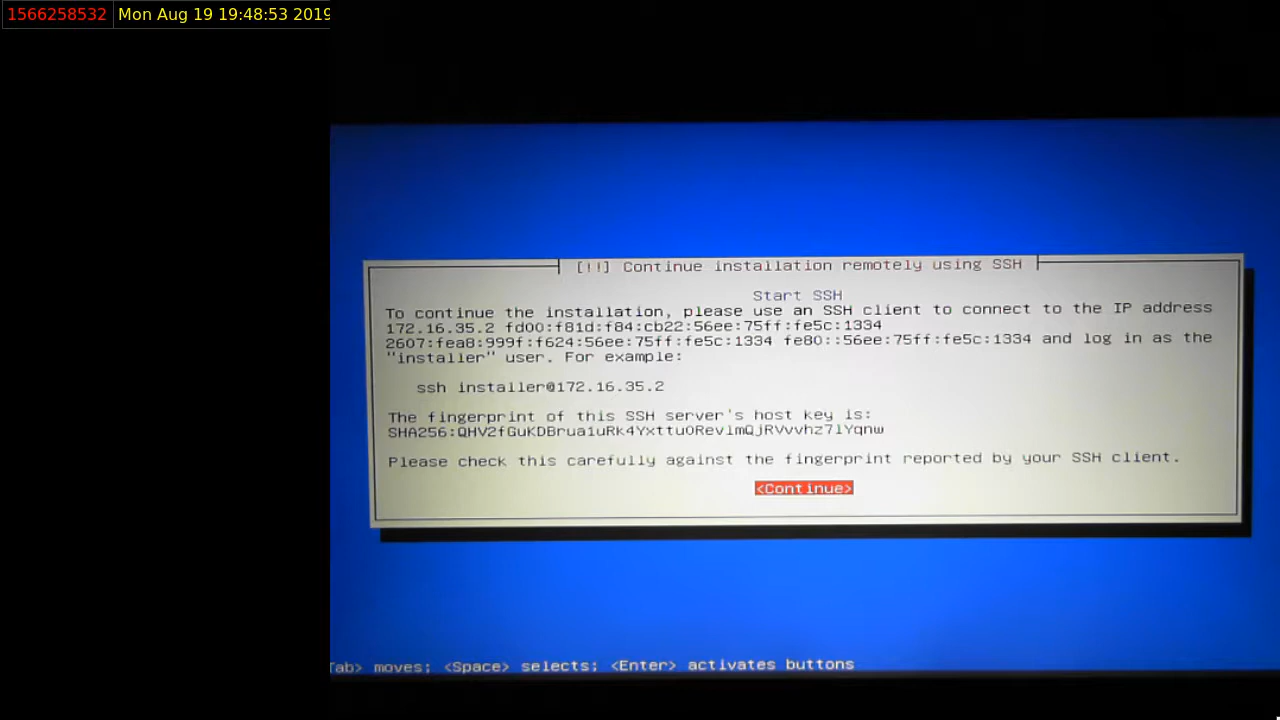 1566258532 Mon Aug 19 19:48:53 2019
[!!] Continue installation remotely using SSH
Start SSH
To continue the installation, please use an SSH client to connect to the IP address
172.16.35.2 fd00:f81d:f84:cb22:56ee:75ff:fe5c:1334
2607:fea8:999f:f624:56ee:75ff:fe5c:1334 fe80::56ee:75ff:fe5c:1334 and log in as the
"installer" user. For example:
ssh installer@172.16.35.2
The fingerprint of this SSH server's host key is:
SHA256:QHV2fGuKDBrua1uRk4Yxttu0RevlmQjRVvvhz7lYqnw
Please check this carefully against the fingerprint reported by your SSH client.
<Continue>
Tab> moves; <Space> selects; <Enter> activates buttons